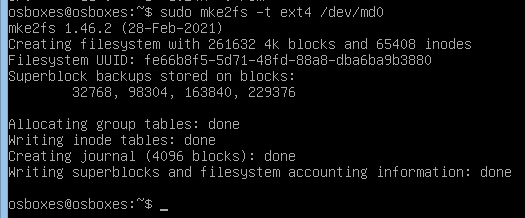 osboxes@osboxes:~$ sudo mke2fs -t ext4 /dev/md0
mke2fs 1.46.2 (28-Feb-2021)
Creating filesystem with 261632 4k blocks and 65408 inodes
Filesystem UUID: fe66b8f5-5d71-48fd-88a8-dba6ba9b3880
Superblock backups stored on blocks:
        32768, 98304, 163840, 229376

Allocating group tables: done
Writing inode tables: done
Creating journal (4096 blocks): done
Writing superblocks and filesystem accounting information: done

osboxes@osboxes:~$ _